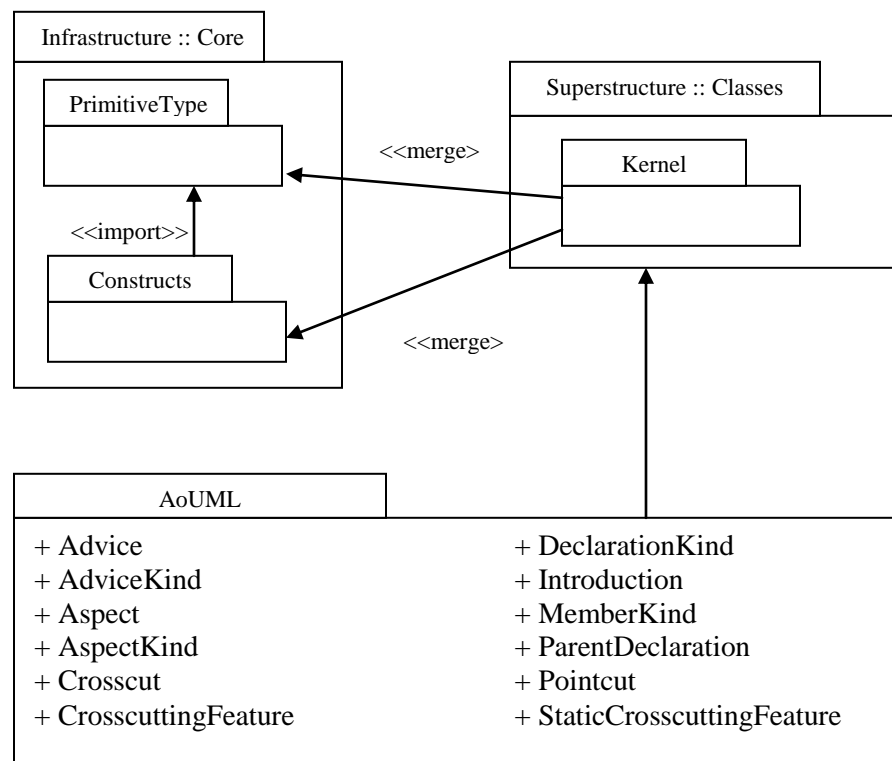 Infrastructure :: Core
PrimitiveType
<<import>>
Constructs
<<merge>
<<merge>
Superstructure :: Classes
Kernel
AoUML
+ Advice
+ AdviceKind
+ Aspect
+ AspectKind
+ Crosscut
+ CrosscuttingFeature
+ DeclarationKind
+ Introduction
+ MemberKind
+ ParentDeclaration
+ Pointcut
+ StaticCrosscuttingFeature